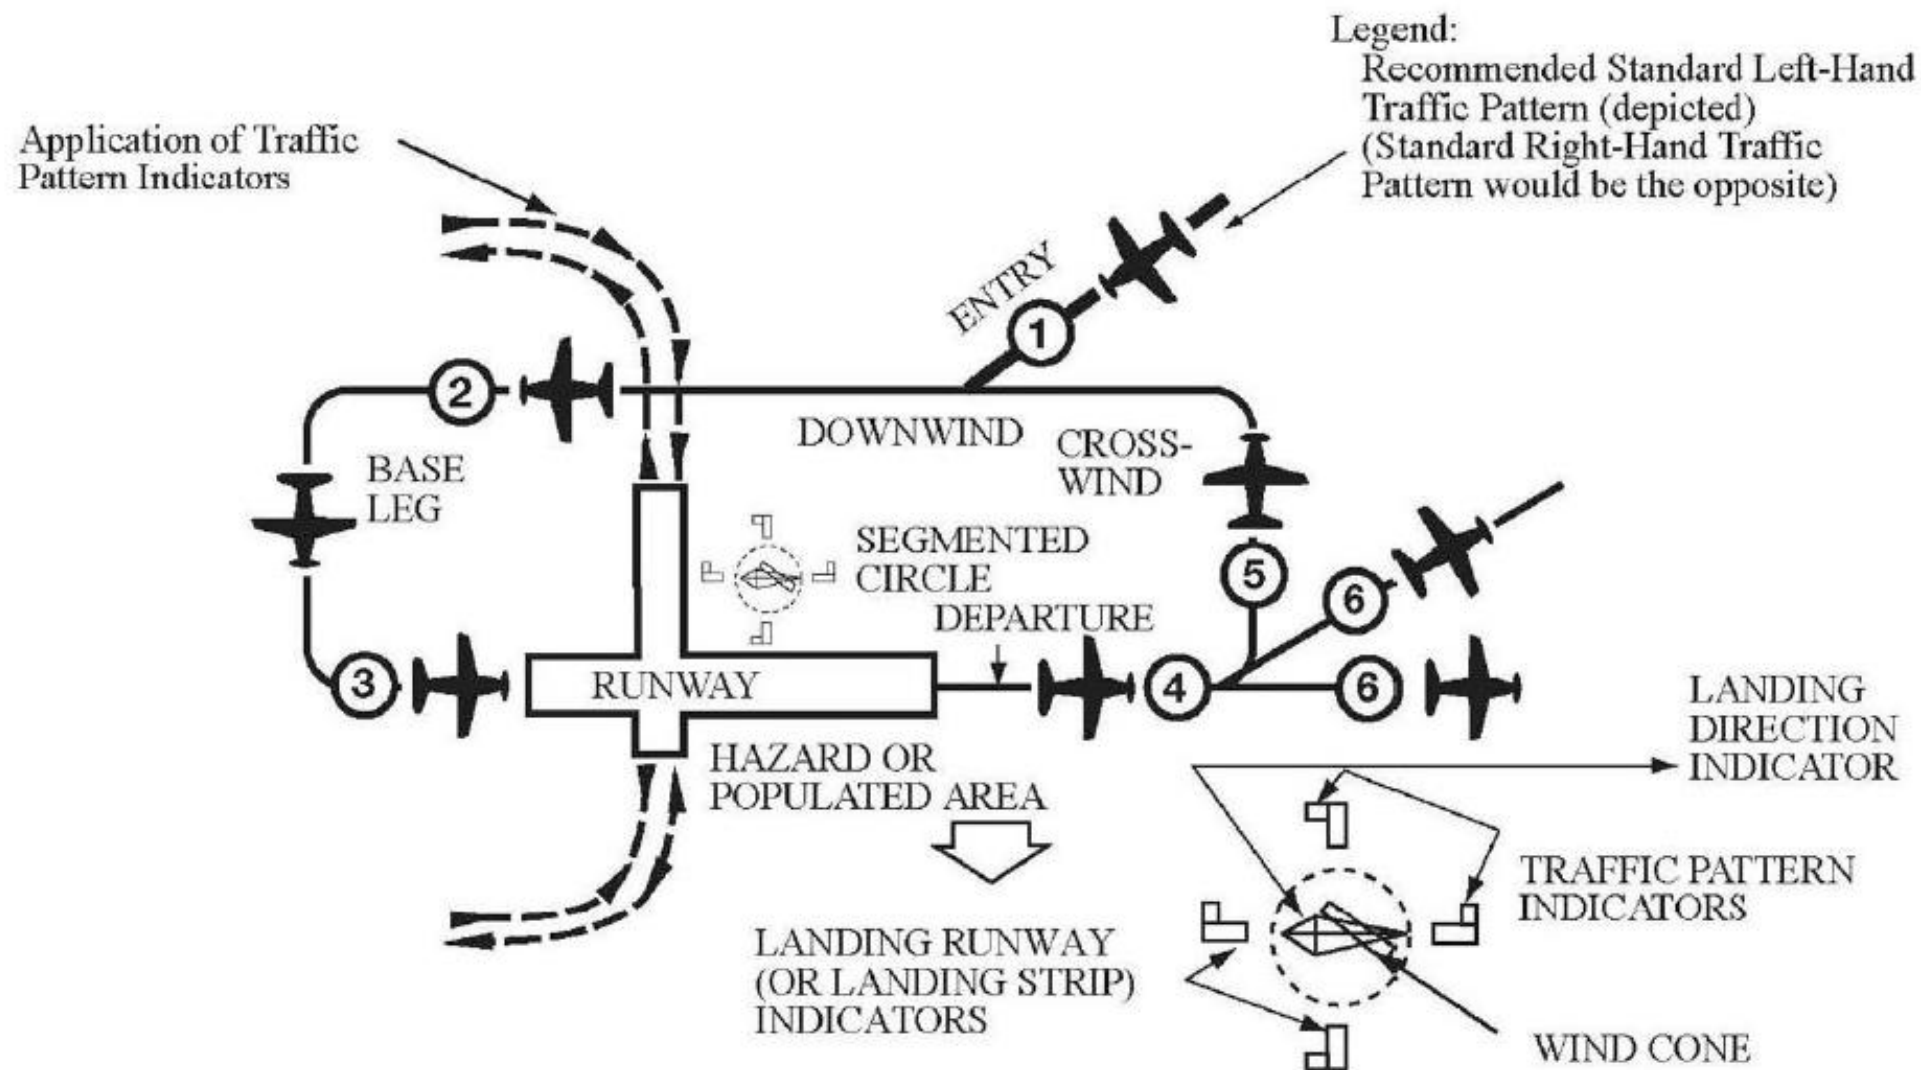 Legend:
Recommended Standard Left-Hand
Traffic Pattern (depicted)
(Standard Right-Hand Traffic
Pattern would be the opposite)
Application of Traffic
Pattern Indicators
ENTRY
1
2
DOWNWIND
CROSS-
WIND
BASE
LEG
SEGMENTED
CIRCLE
5
6
DEPARTURE
3
RUNWAY
4
6
LANDING
DIRECTION
INDICATOR
HAZARD OR
POPULATED AREA
TRAFFIC PATTERN
INDICATORS
LANDING RUNWAY
(OR LANDING STRIP)
INDICATORS
WIND CONE